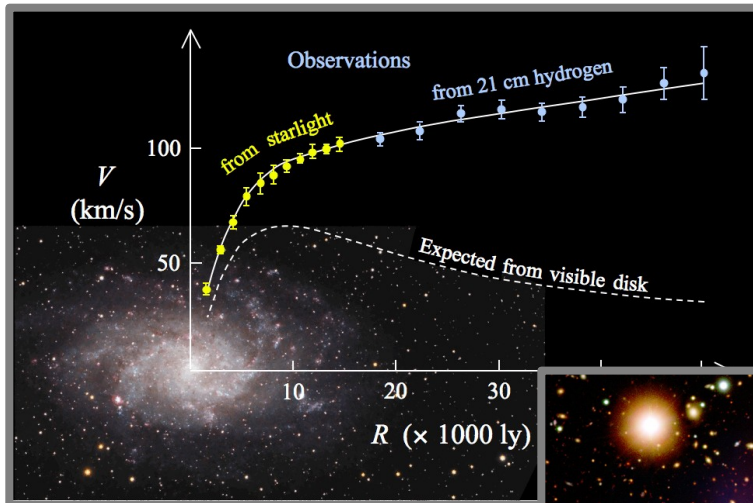 Observations
from 21 cm hydrogen
from starlight
100
V
(km/s)
50
Expected from visible disk
10
20
30
R (× 1000 ly)